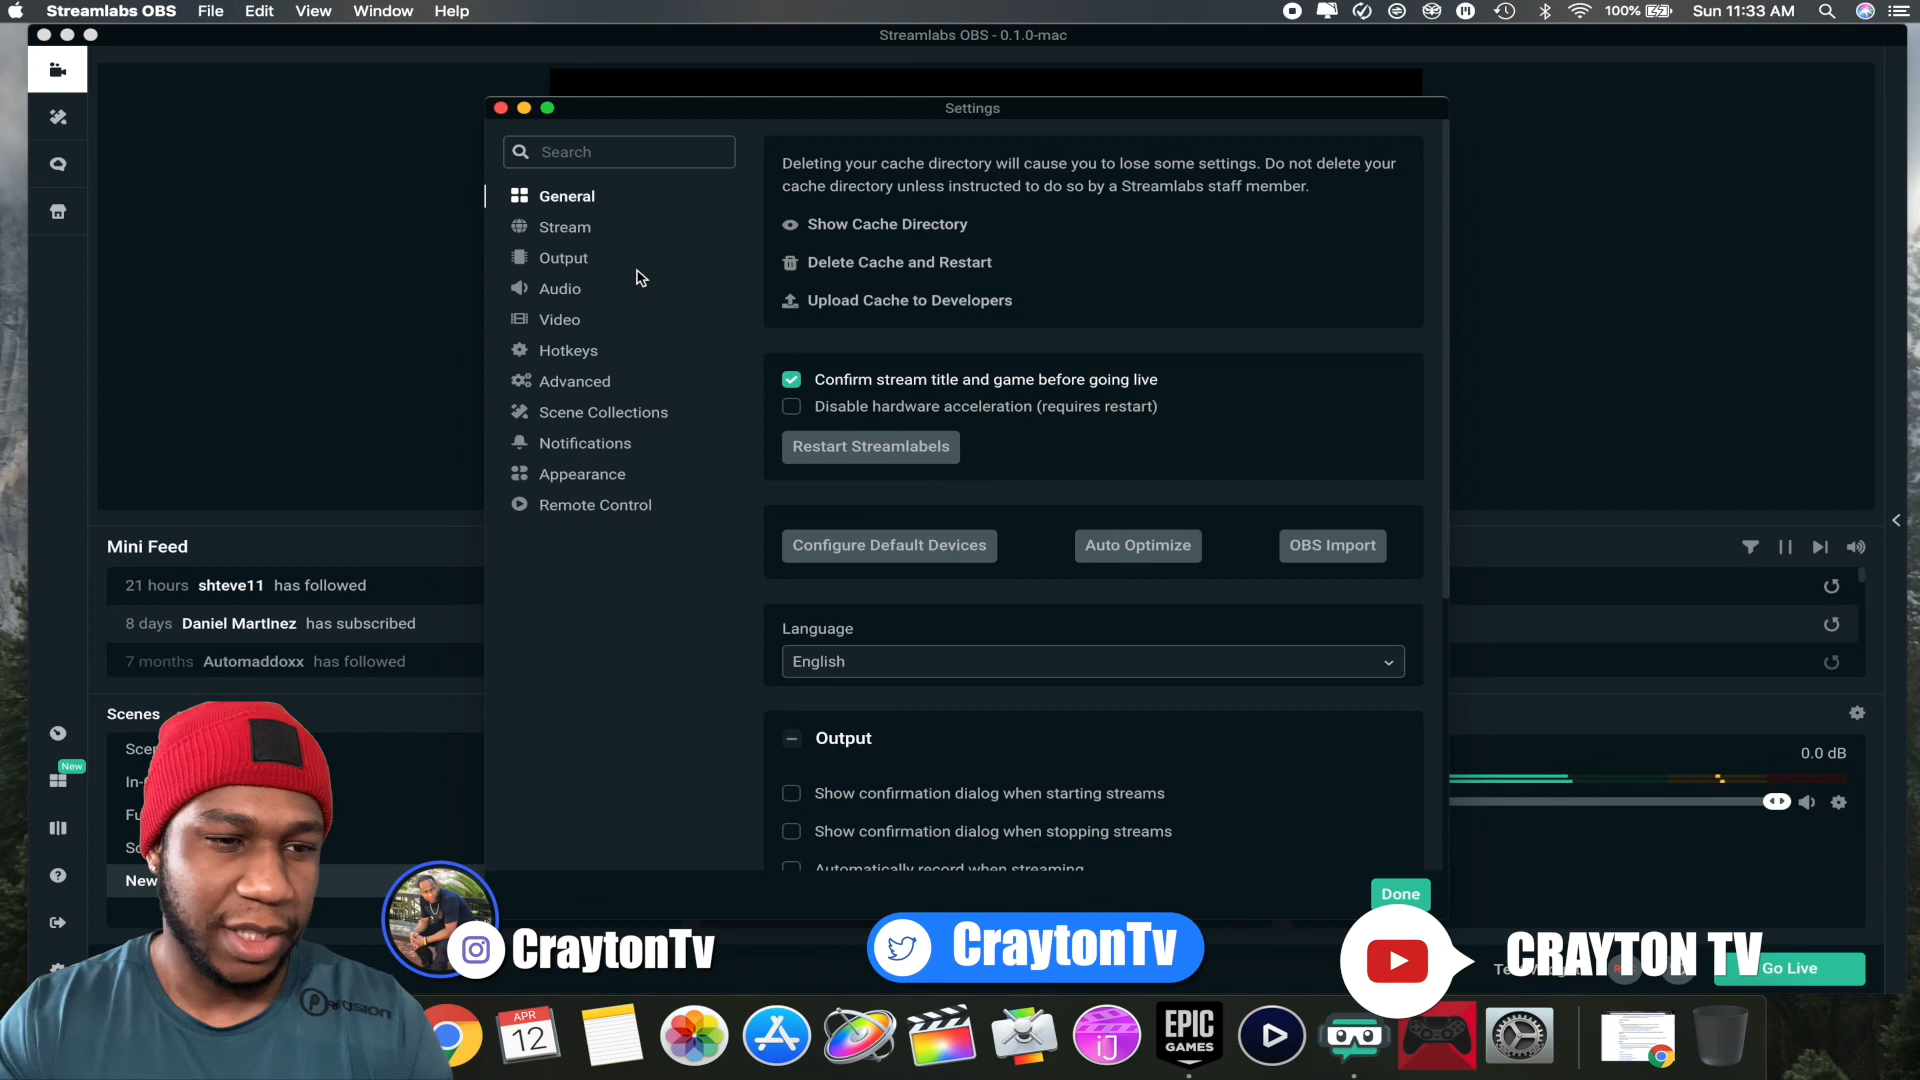 Streamlabs OBS File Edit View Window Help
100% Sun 11:33 AM
Streamlabs OBS - 0.1.0-mac
Settings
Search
General
Stream
Output
Audio
Video
Hotkeys
Advanced
Scene Collections
Notifications
Appearance
Remote Control
Deleting your cache directory will cause you to lose some settings. Do not delete your
cache directory unless instructed to do so by a Streamlabs staff member.
Show Cache Directory
Delete Cache and Restart
Upload Cache to Developers
Confirm stream title and game before going live
Disable hardware acceleration (requires restart)
Restart Streamlabels
Configure Default Devices Auto Optimize OBS Import
Language
English
Output
Show confirmation dialog when starting streams
Show confirmation dialog when stopping streams
Automatically record when streaming
Done
Mini Feed
21 hours shteve11 has followed
8 days Daniel MartInez has subscribed
7 months Automaddoxx has followed
Scenes
New
New
0.0 dB
Go Live
CraytonTv
CraytonTv
CRAYTON TV
APR
12
EPIC
GAMES